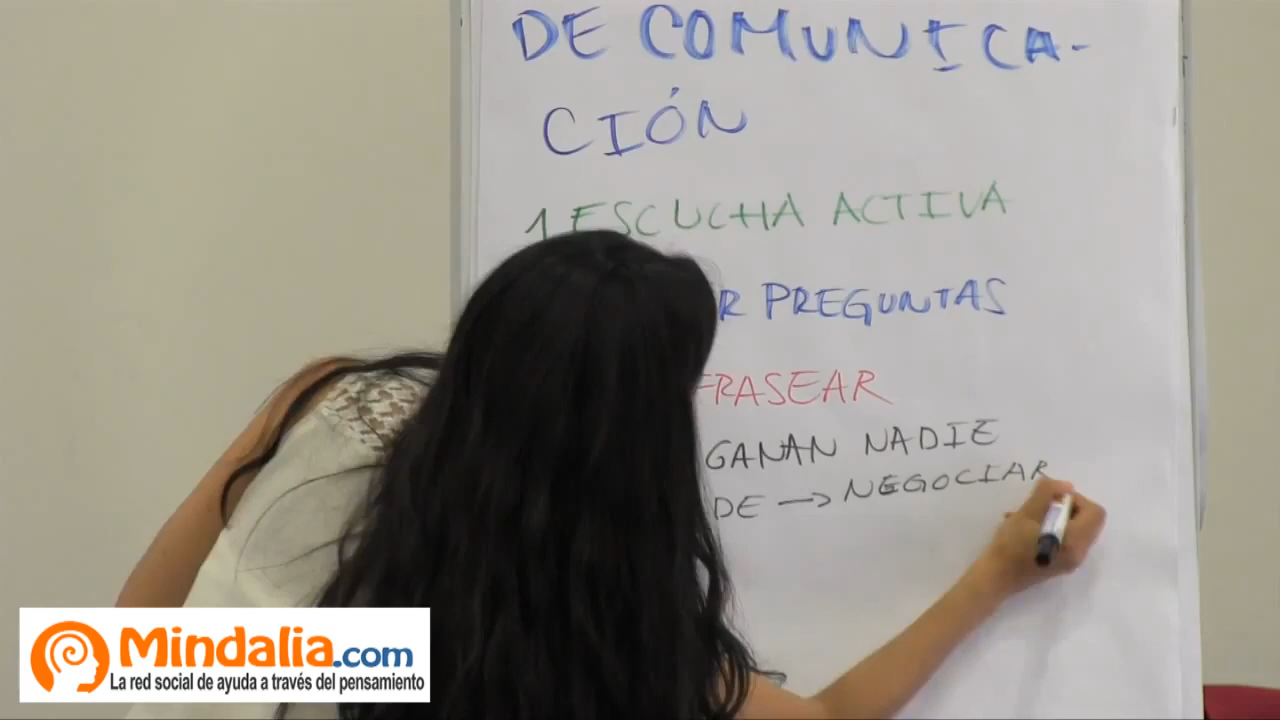 DE COMUNICA-
CIÓN
1 ESCUCHA ACTIVA
R PREGUNTAS
FRASEAR
GANAN NADIE
DE → NEGOCIAR
Mindalia.com
La red social de ayuda a través del pensamiento